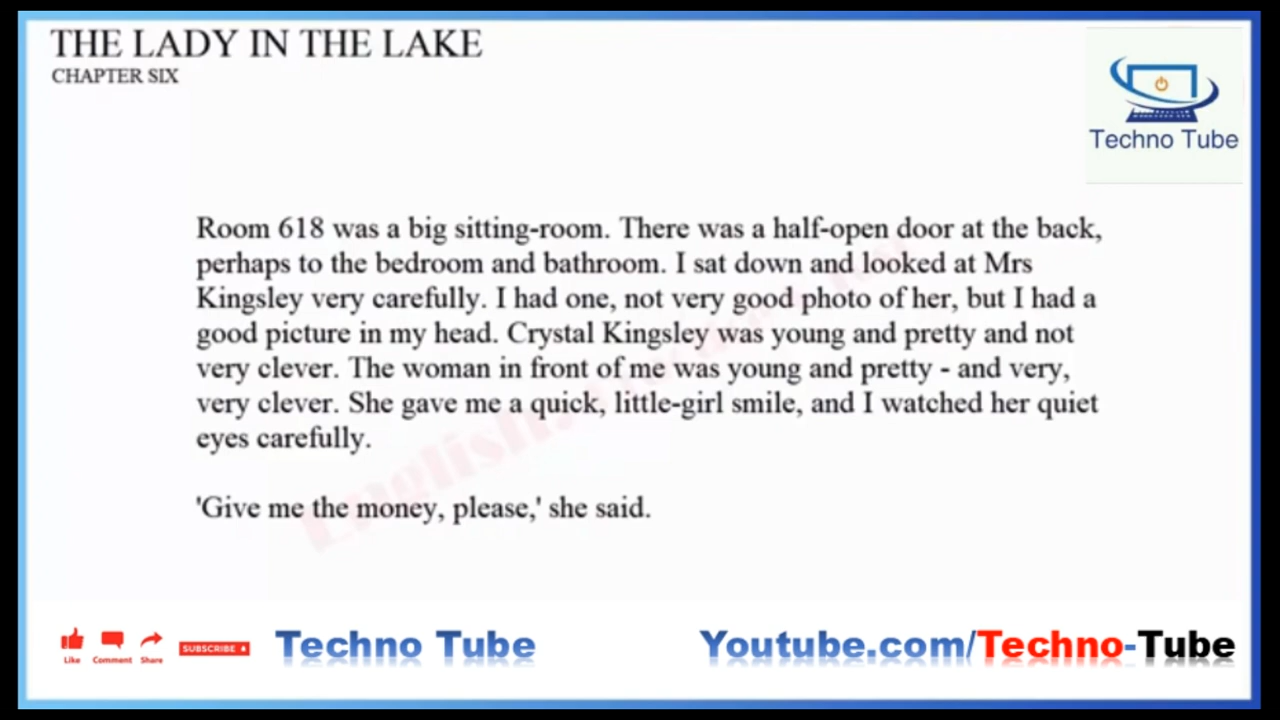 THE LADY IN THE LAKE
CHAPTER SIX
Techno Tube
Room 618 was a big sitting-room. There was a half-open door at the back,
perhaps to the bedroom and bathroom. I sat down and looked at Mrs
Kingsley very carefully. I had one, not very good photo of her, but I had a
good picture in my head. Crystal Kingsley was young and pretty and not
very clever. The woman in front of me was young and pretty - and very,
very clever. She gave me a quick, little-girl smile, and I watched her quiet
eyes carefully.
'Give me the money, please,' she said.
Like Comment Share SUBSCRIBE Techno Tube Youtube.com/Techno-Tube